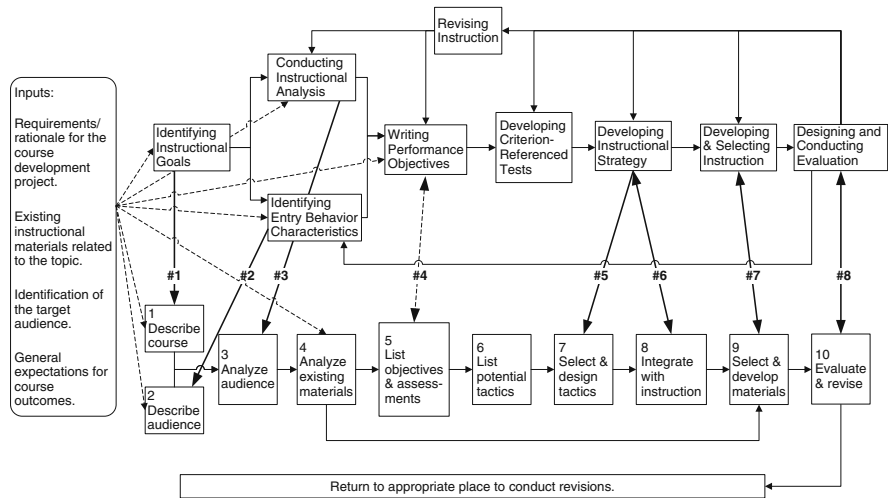 Revising
Instruction
Conducting
Instructional
Analysis
Inputs:
Requirements/
rationale for the
course
development
project.
Existing
instructional
materials related
to the topic.
Identification of
the target
audience.
General
expectations for
course
outcomes.
Identifying
Instructional
Goals
Writing
Performance
Objectives
Developing
Criterion-
Referenced
Tests
Developing
Instructional
Strategy
Developing
& Selecting
Instruction
Designing and
Conducting
Evaluation
Identifying
Entry Behavior
Characteristics
#1
#2
#3
#4
#5
#6
#7
#8
1
Describe
course
2
Describe
audience
3
Analyze
audience
4
Analyze
existing
materials
5
List
objectives
& assess-
ments
6
List
potential
tactics
7
Select &
design
tactics
8
Integrate
with
instruction
9
Select &
develop
materials
10
Evaluate
& revise
Return to appropriate place to conduct revisions.